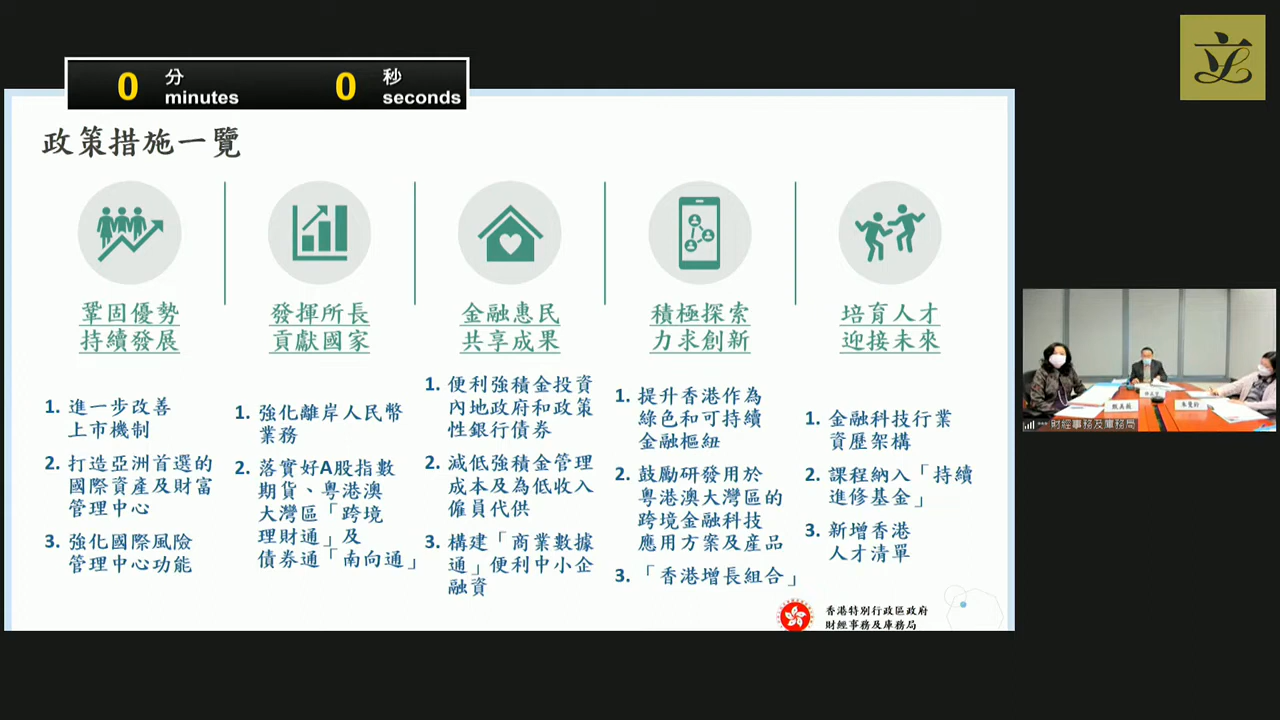 0 分 minutes 0 秒 seconds
政策措施一覽
鞏固優勢
持續發展
1. 進一步改善
上市機制
2. 打造亞洲首選的
國際資產及財富
管理中心
3. 強化國際風險
管理中心功能
發揮所長
貢獻國家
1. 強化離岸人民幣
業務
2. 落實好A股指數
期貨、粵港澳
大灣區「跨境
理財通」及
債券通「南向通」
金融惠民
共享成果
1. 便利強積金投資
內地政府和政策
性銀行債券
2. 減低強積金管理
成本及為低收入
僱員代供
3. 構建「商業數據
通」便利中小企
融資
積極探索
力求創新
1. 提升香港作為
綠色和可持續
金融樞紐
2. 鼓勵研發用於
粵港澳大灣區的
跨境金融科技
應用方案及產品
3. 「香港增長組合」
培育人才
迎接未來
1. 金融科技行業
資歷架構
2. 課程納入「持續
進修基金」
3. 新增香港
人才清單
香港特別行政區政府
財經事務及庫務局
財經事務及庫務局